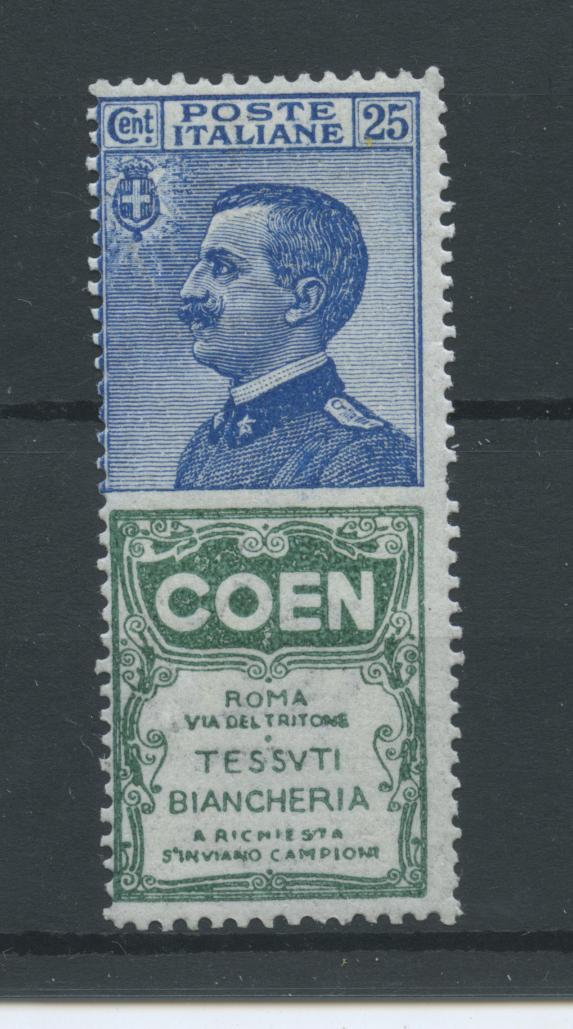 Cent. POSTE ITALIANE 25
COEN
ROMA
VIA DEL TRITONE
TESSVTI
BIANCHERIA
A RICHIESTA
S'INVIANO CAMPIONI